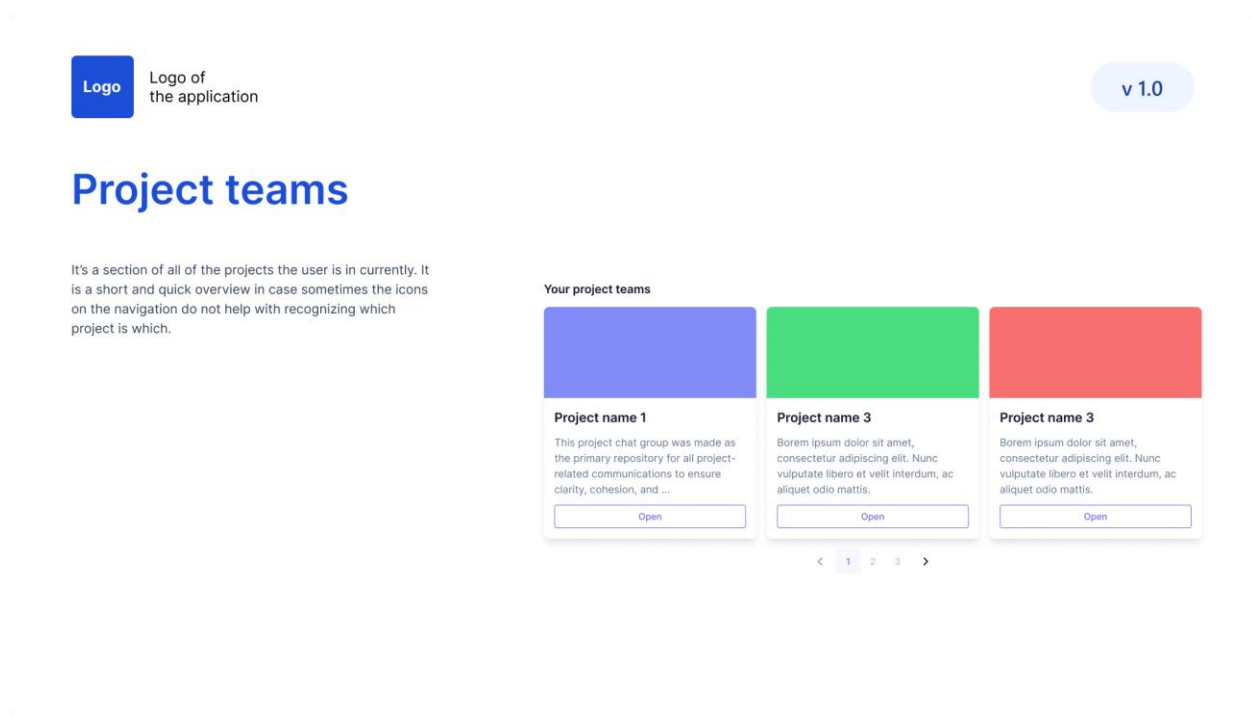 Logo
Logo of
the application
v 1.0
Project teams
It's a section of all of the projects the user is in currently. It
is a short and quick overview in case sometimes the icons
on the navigation do not help with recognizing which
project is which.
Your project teams
Project name 1
This project chat group was made as
the primary repository for all project-
related communications to ensure
clarity, cohesion, and ...
Open
Project name 3
Borem ipsum dolor sit amet,
consectetur adipiscing elit. Nunc
vulputate libero et velit interdum, ac
aliquet odio mattis.
Open
Project name 3
Borem ipsum dolor sit amet,
consectetur adipiscing elit. Nunc
vulputate libero et velit interdum, ac
aliquet odio mattis.
Open
1 2 3